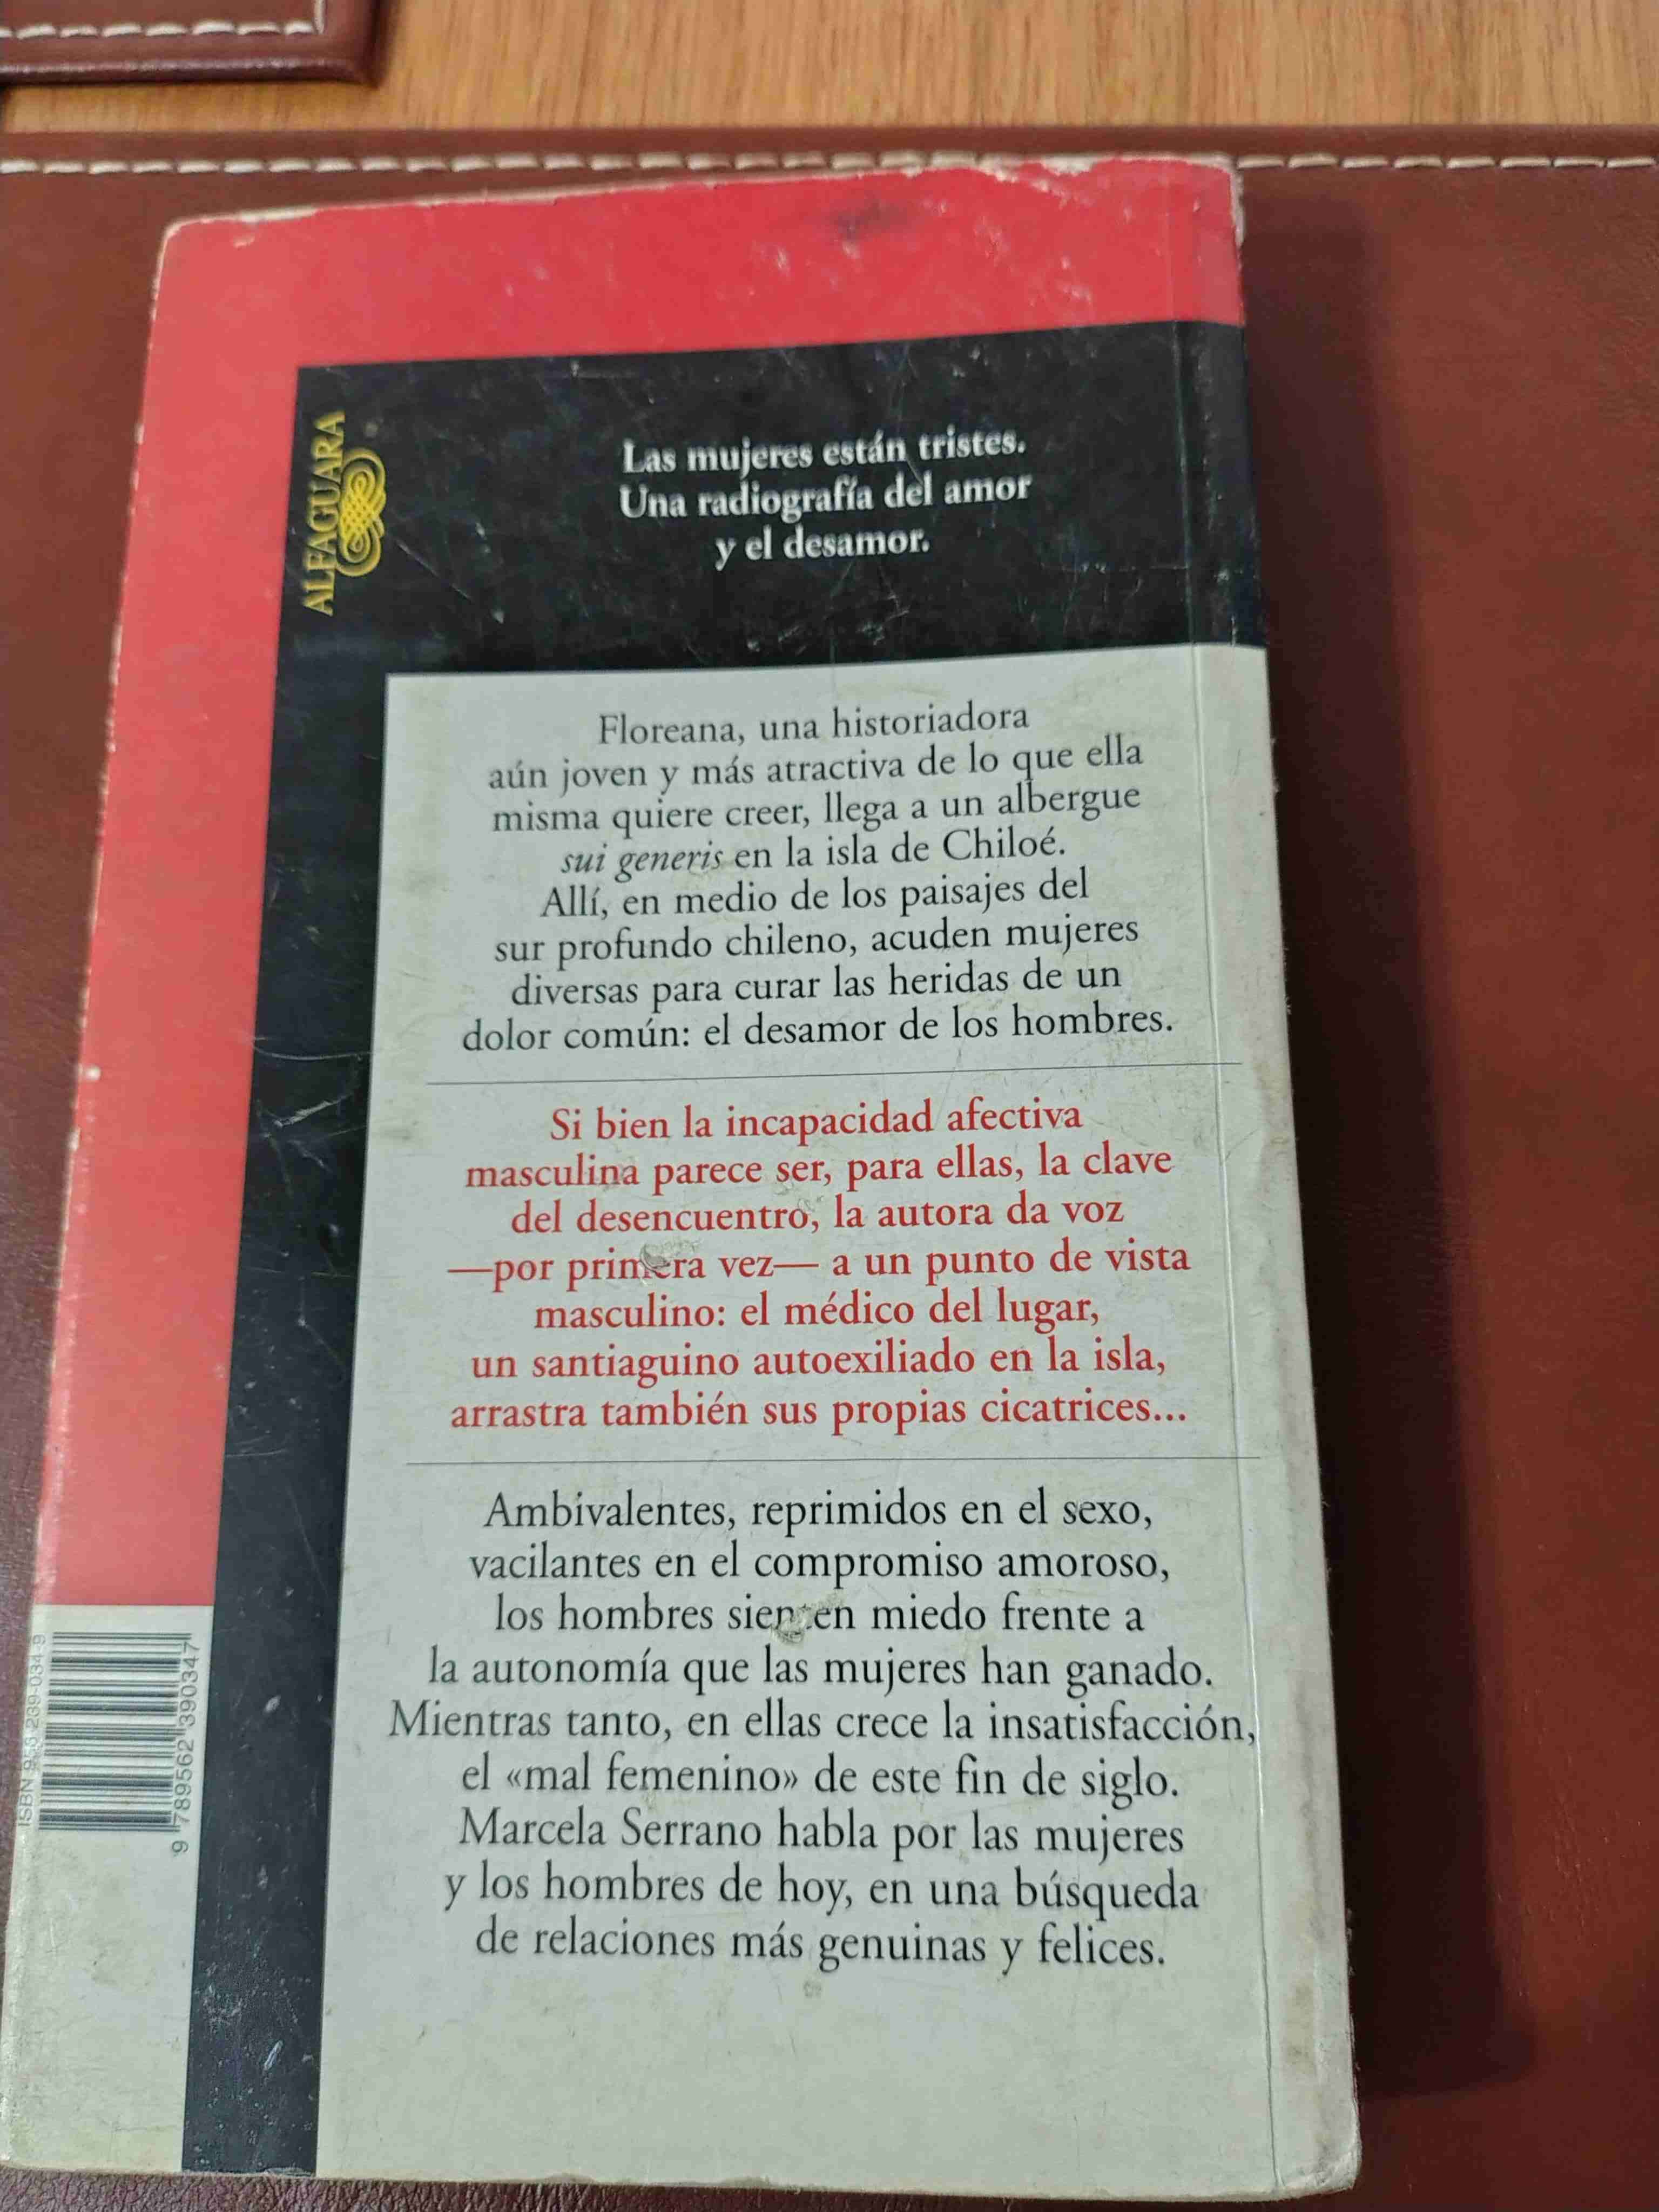 ALFAGUARA
Las mujeres están tristes.
Una radiografía del amor
y el desamor.
Floreana, una historiadora
aún joven y más atractiva de lo que ella
misma quiere creer, llega a un albergue
sui generis en la isla de Chiloé.
Allí, en medio de los paisajes del
sur profundo chileno, acuden mujeres
diversas para curar las heridas de un
dolor común: el desamor de los hombres.
Si bien la incapacidad afectiva
masculina parece ser, para ellas, la clave
del desencuentro, la autora da voz
—por primera vez— a un punto de vista
masculino: el médico del lugar,
un santiaguino autoexiliado en la isla,
arrastra también sus propias cicatrices...
Ambivalentes, reprimidos en el sexo,
vacilantes en el compromiso amoroso,
los hombres sienten miedo frente a
la autonomía que las mujeres han ganado.
Mientras tanto, en ellas crece la insatisfacción,
el «mal femenino» de este fin de siglo.
Marcela Serrano habla por las mujeres
y los hombres de hoy, en una búsqueda
de relaciones más genuinas y felices.
ISBN 956-239-034-9
9 789562 390347